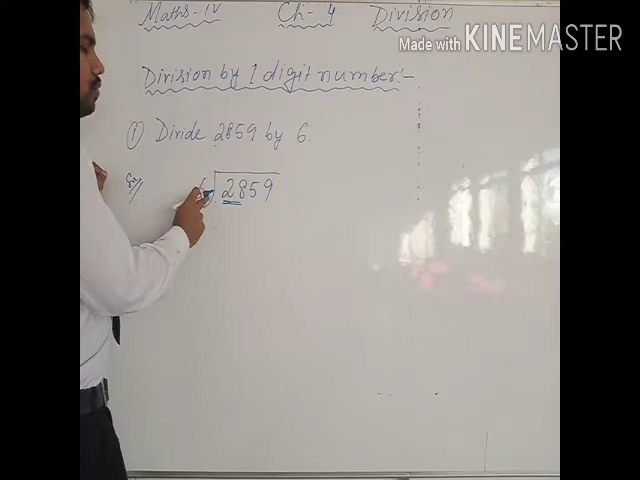 Maths-IV Ch-4 Division
Made with KINEMASTER
Division by 1 digit number:-
① Divide 2859 by 6.
Sol// 2859